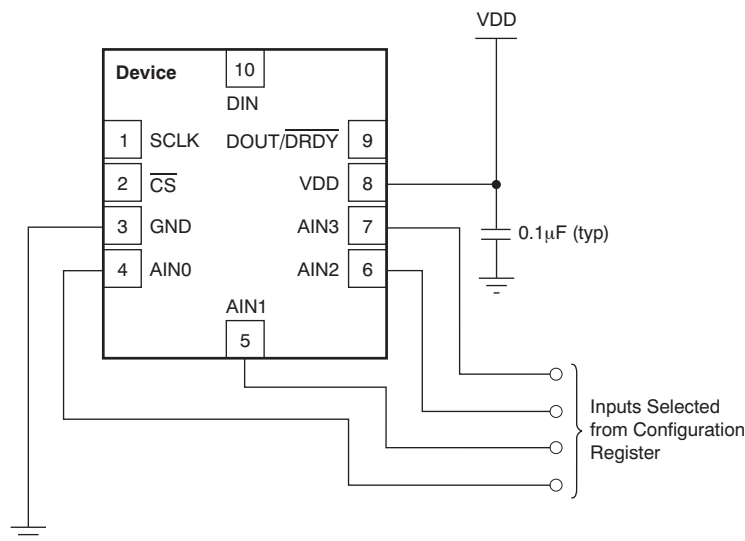 VDD
Device
10
DIN
1 SCLK
DOUT/DRDY 9
2 CS
VDD 8
3 GND
AIN3 7
0.1μF (typ)
4 AIN0
AIN2 6
AIN1
5
Inputs Selected
from Configuration
Register